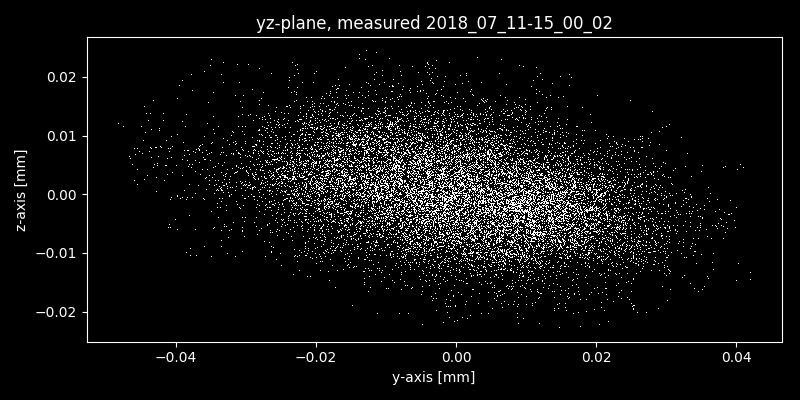 yz-plane, measured 2018_07_11-15_00_02
0.02
0.01
0.00
−0.01
−0.02
z-axis [mm]
−0.04 −0.02 0.00 0.02 0.04
y-axis [mm]